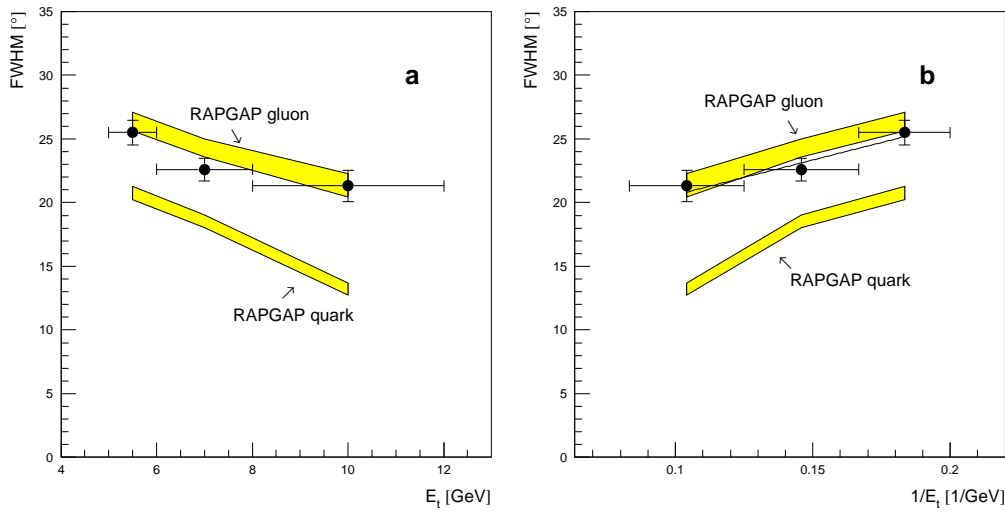 FWHM [°]
35
30
25
20
15
10
5
0
4
6
8
10
12
E_t [GeV]
a
RAPGAP gluon
RAPGAP quark
FWHM [°]
35
30
25
20
15
10
5
0
0.1
0.15
0.2
1/E_t [1/GeV]
b
RAPGAP gluon
RAPGAP quark